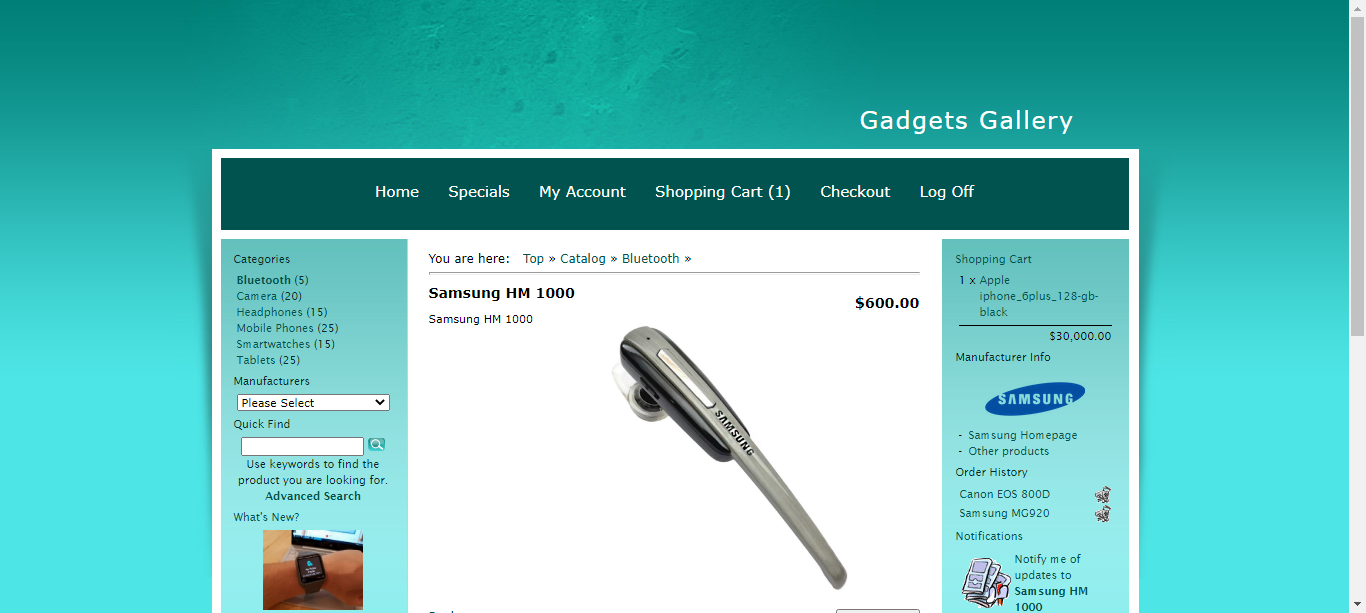 Gadgets Gallery
Home Specials My Account Shopping Cart (1) Checkout Log Off
Categories
Bluetooth (5)
Camera (20)
Headphones (15)
Mobile Phones (25)
Smartwatches (15)
Tablets (25)
Manufacturers
Please Select
Quick Find
Use keywords to find the
product you are looking for.
Advanced Search
What's New?
You are here: Top » Catalog » Bluetooth »
Samsung HM 1000
$600.00
Samsung HM 1000
SAMSUNG
Shopping Cart
1 x Apple
iphone_6plus_128-gb-
black
$30,000.00
Manufacturer Info
SAMSUNG
- Samsung Homepage
- Other products
Order History
Canon EOS 800D
Samsung MG920
Notifications
Notify me of
updates to
Samsung HM
1000